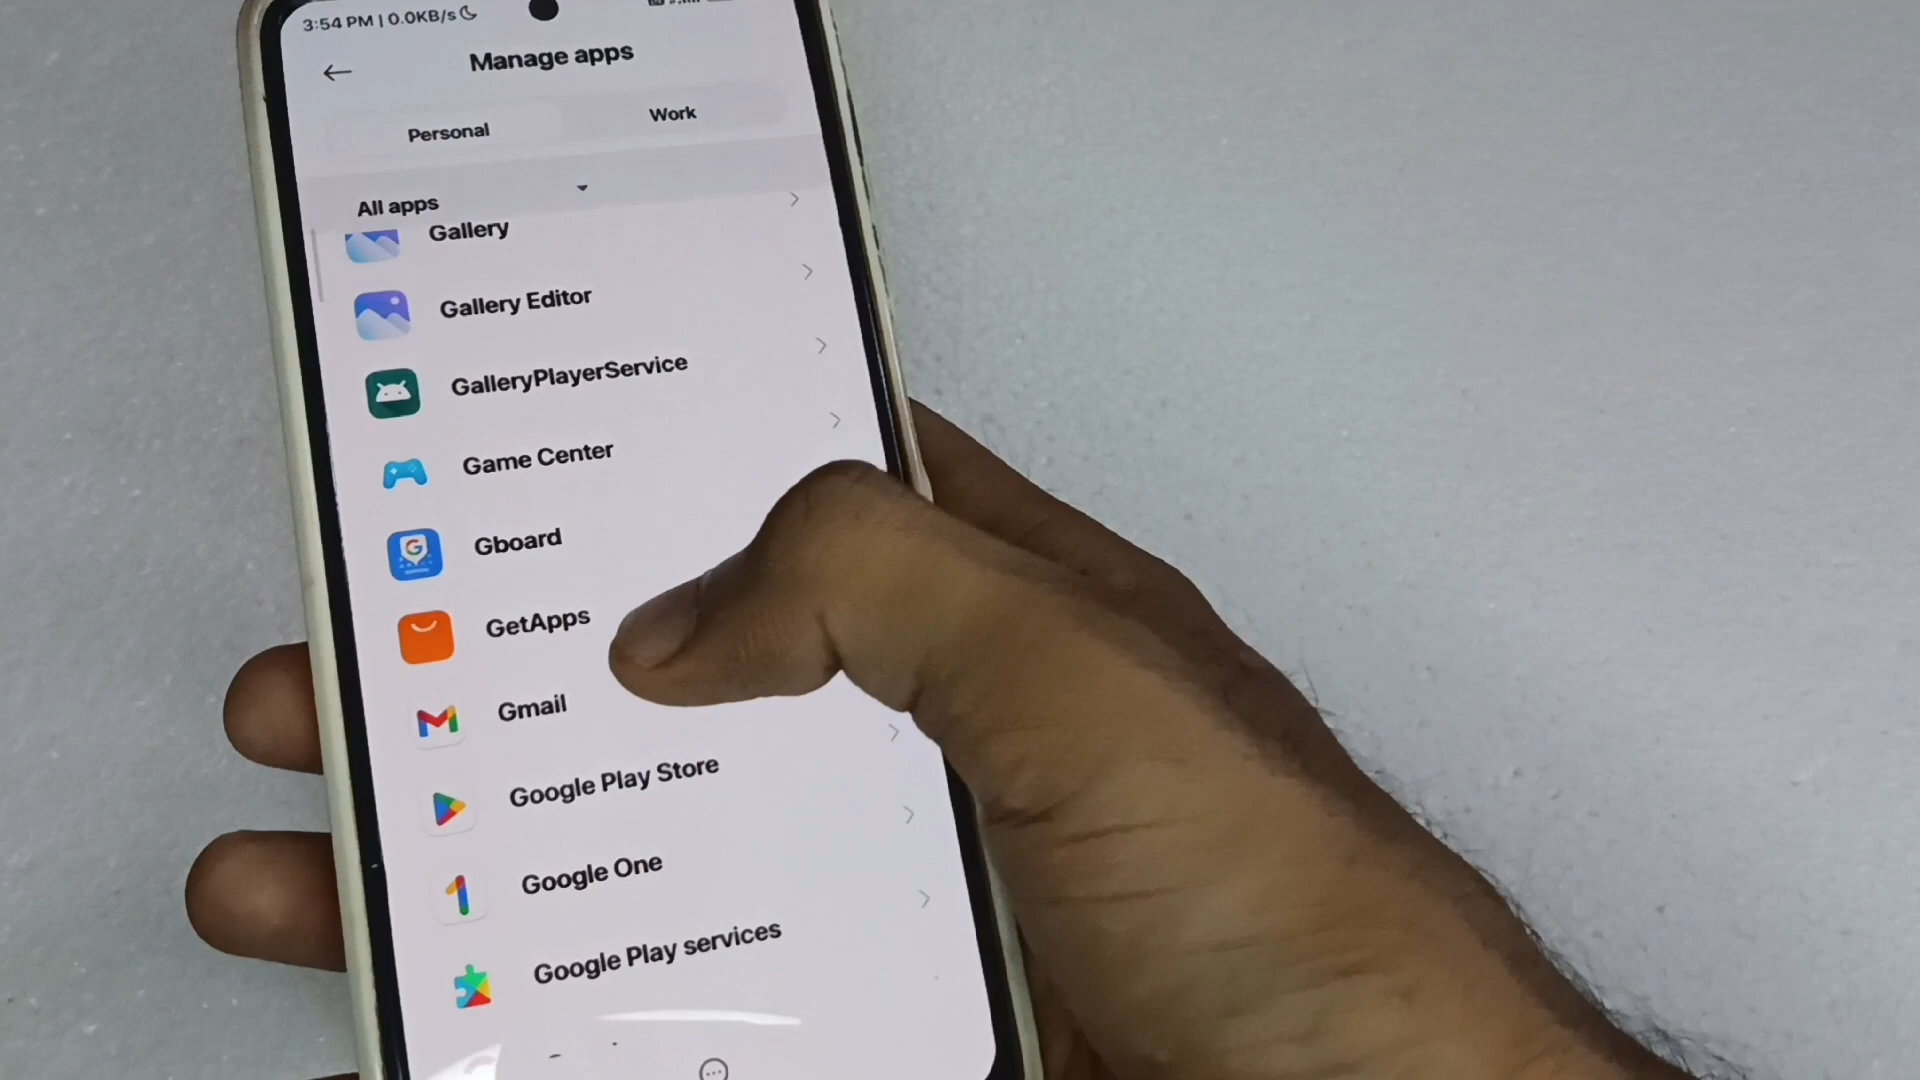 3:54 PM | 0.0KB/s
Manage apps
Personal
Work
All apps
Gallery
Gallery Editor
GalleryPlayerService
Game Center
Gboard
GetApps
Gmail
Google Play Store
Google One
Google Play services